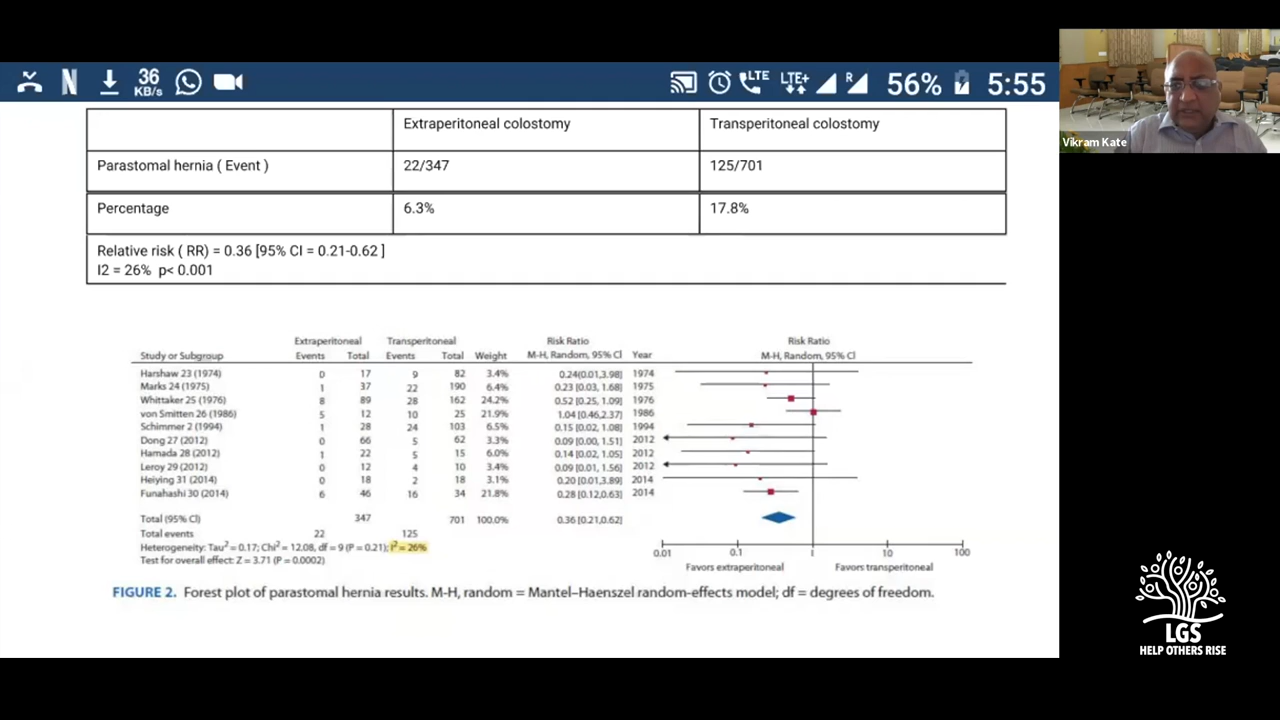 36
KB/s
LTE
LTE+
R
56%
5:55
Vikram Kate
Extraperitoneal colostomy Transperitoneal colostomy
Parastomal hernia ( Event ) 22/347 125/701
Percentage 6.3% 17.8%
Relative risk ( RR) = 0.36 [95% CI = 0.21-0.62 ]
I2 = 26% p< 0.001
Extraperitoneal Transperitoneal Risk Ratio Risk Ratio
Study or Subgroup Events Total Events Total Weight M-H, Random, 95% CI Year M-H, Random, 95% CI
Harshaw 23 (1974) 0 17 9 82 3.4% 0.24(0.01,3.98] 1974
Marks 24 (1975) 1 37 22 190 6.4% 0.23 [0.03, 1.68] 1975
Whittaker 25 (1976) 8 89 28 162 24.2% 0.52 [0.25, 1.09] 1976
von Smitten 26 (1986) 5 12 10 25 21.9% 1.04 [0.46,2.37] 1986
Schimmer 2 (1994) 1 28 24 103 6.5% 0.15 [0.02, 1.08] 1994
Dong 27 (2012) 0 66 5 62 3.3% 0.09 [0.00, 1.51] 2012
Hamada 28 (2012) 1 22 5 15 6.0% 0.14 [0.02, 1.05] 2012
Leroy 29 (2012) 0 12 4 10 3.4% 0.09 [0.01, 1.56] 2012
Heiying 31 (2014) 0 18 2 18 3.1% 0.20 [0.01,3.89] 2014
Funahashi 30 (2014) 6 46 16 34 21.8% 0.28 [0.12,0.63] 2014
Total (95% CI) 347 701 100.0% 0.36 [0.21,0.62]
Total events 22 125
Heterogeneity: Tau² = 0.17; Chi² = 12.08, df = 9 (P = 0.21); I² = 26%
Test for overall effect: Z = 3.71 (P = 0.0002)
0.01 0.1 1 10 100
Favors extraperitoneal Favors transperitoneal
FIGURE 2. Forest plot of parastomal hernia results. M-H, random = Mantel–Haenszel random-effects model; df = degrees of freedom.
LGS
HELP OTHERS RISE